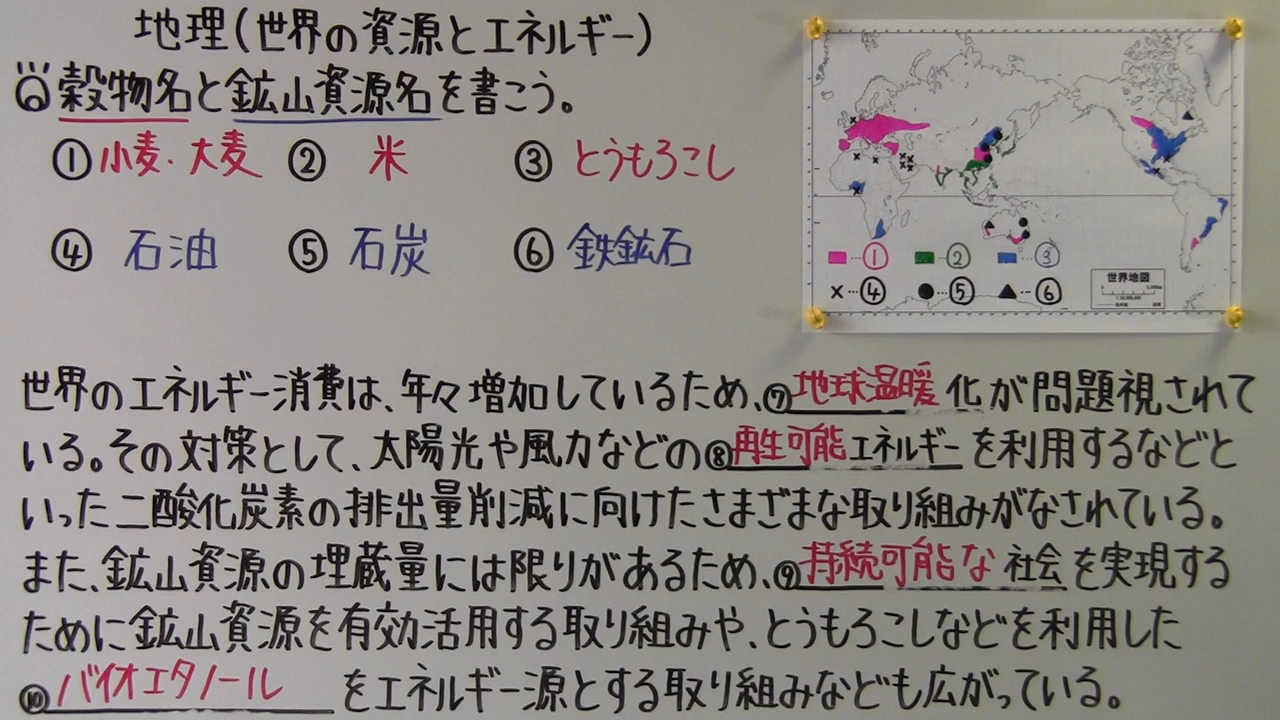 地理(世界の資源とエネルギー)
穀物名と鉱山資源名を書こう。
①小麦・大麦 ② 米 ③ とうもろこし
④ 石油 ⑤ 石炭 ⑥ 鉄鉱石
■…① ■…② ■…③
×…④ ●…⑤ ▲…⑥
世界地図
世界のエネルギー消費は、年々増加しているため、⑦地球温暖化が問題視されて
いる。その対策として、太陽光や風力などの⑧再生可能エネルギーを利用するなどと
いった二酸化炭素の排出量削減に向けたさまざまな取り組みがなされている。
また、鉱山資源の埋蔵量には限りがあるため、⑨持続可能な社会を実現する
ために鉱山資源を有効活用する取り組みや、とうもろこしなどを利用した
⑩バイオエタノールをエネルギー源とする取り組みなども広がっている。